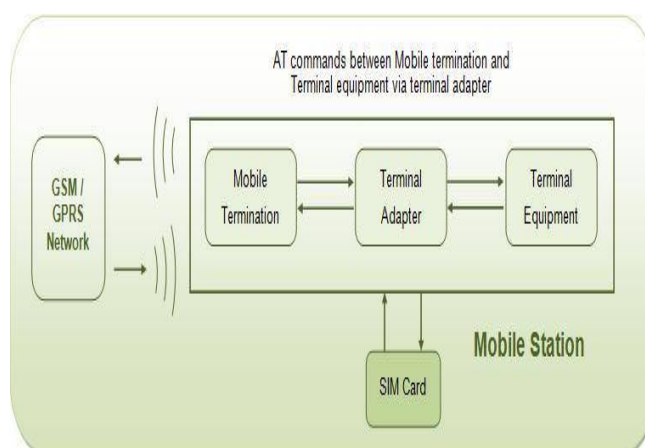 AT commands between Mobile termination and
Terminal equipment via terminal adapter
GSM /
GPRS
Network
Mobile
Termination
Terminal
Adapter
Terminal
Equipment
Mobile Station
SIM Card